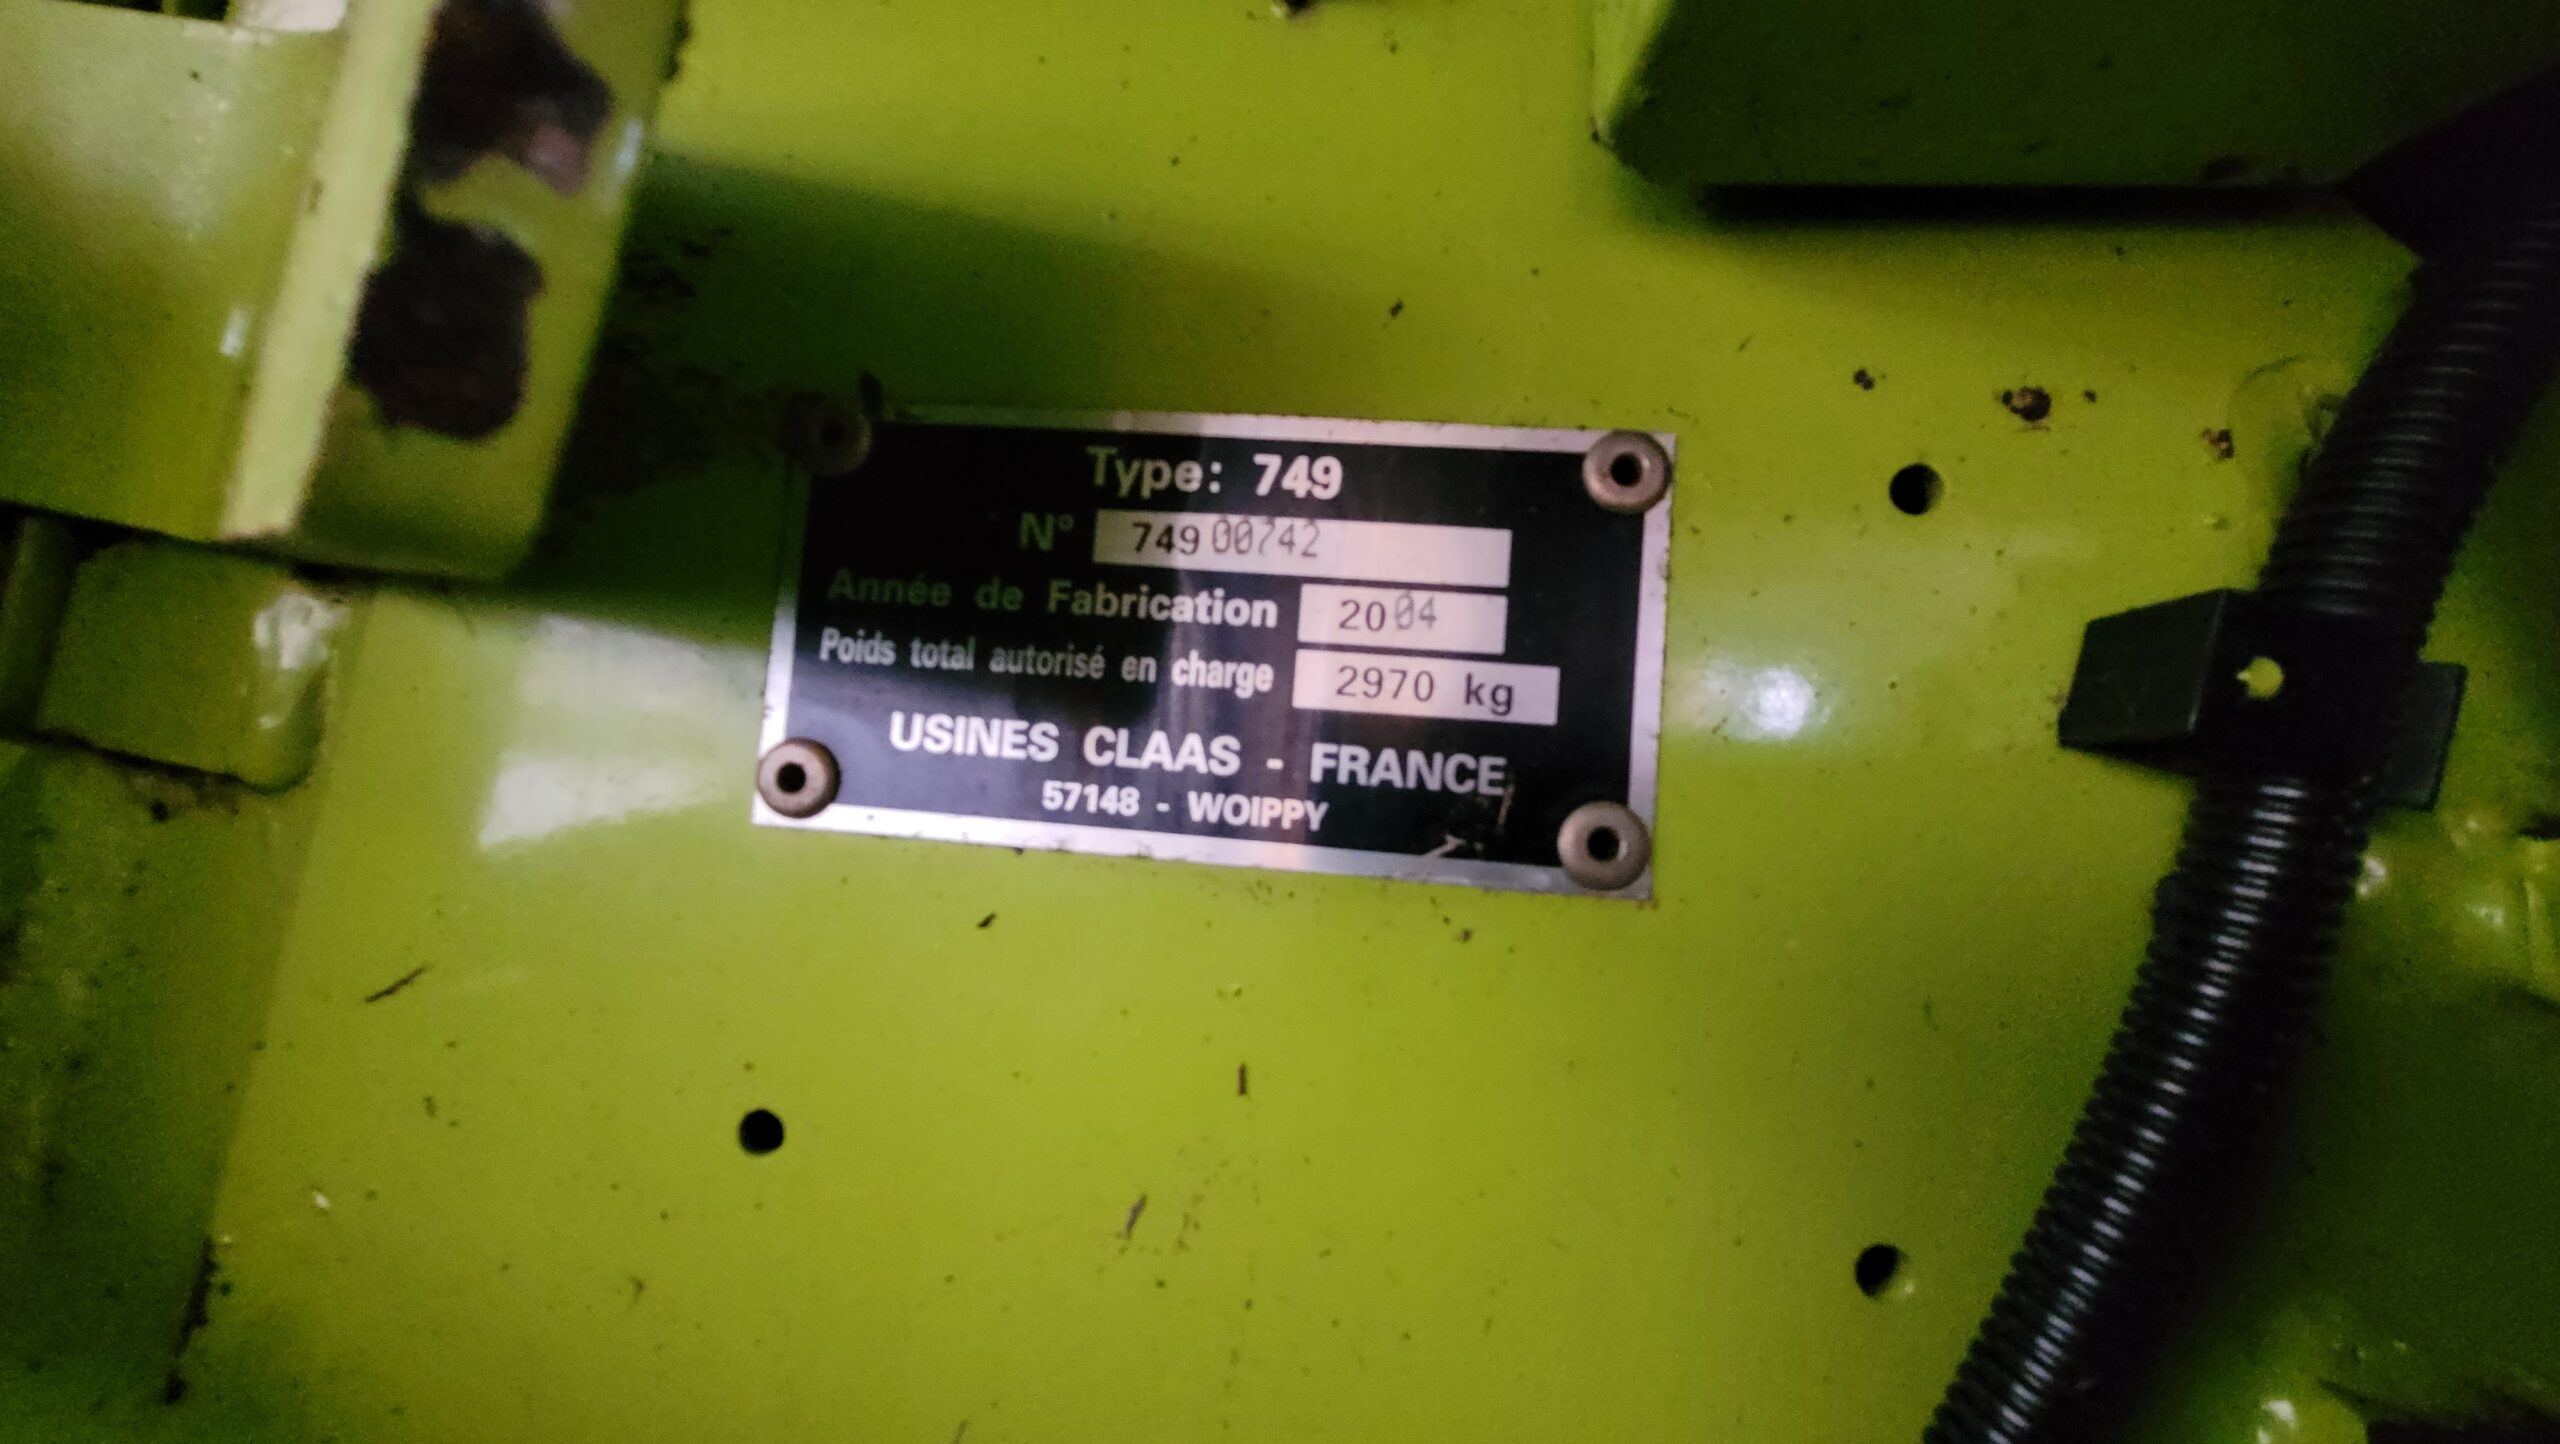 Type: 749
N° 749 00742
Année de Fabrication 2004
Poids total autorisé en charge 2970 kg
USINES CLAAS - FRANCE
57148 - WOIPPY